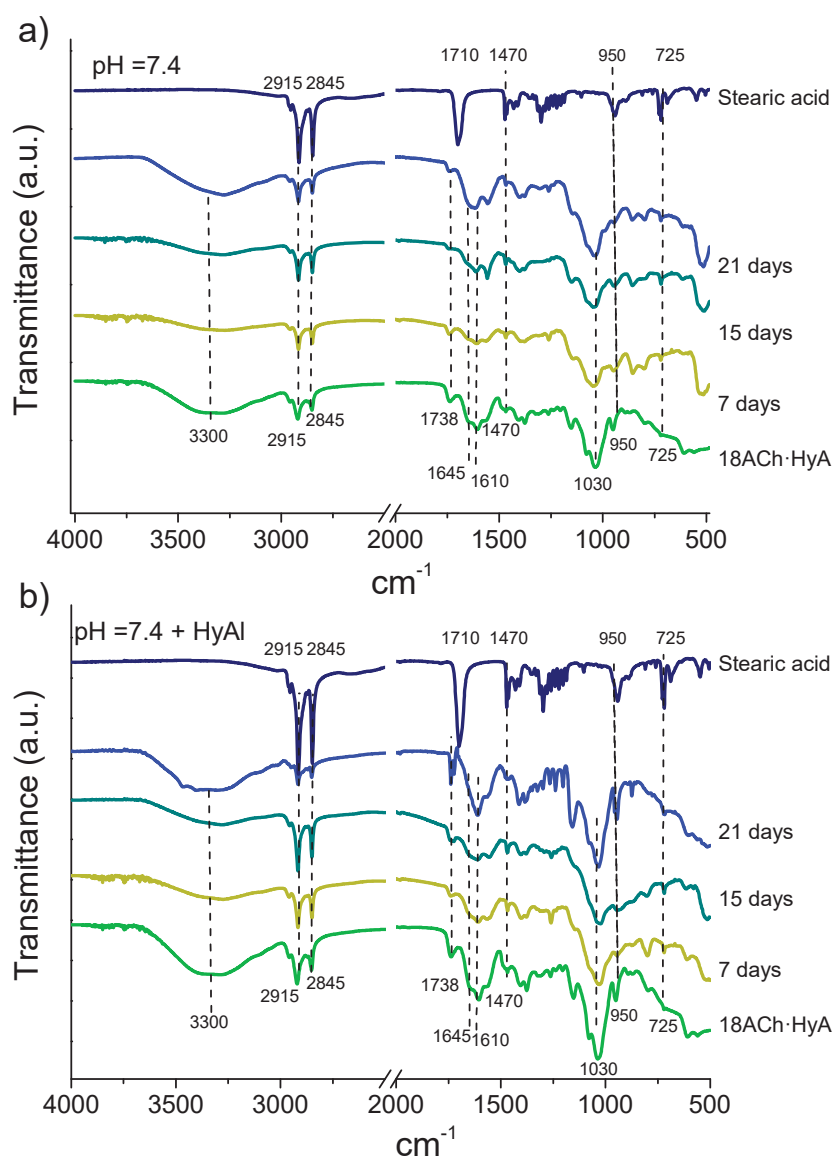 a)
pH =7.4
2915 2845 1710 1470 950 725
Stearic acid
21 days
15 days
7 days
18ACh·HyA
3300 2915 2845 1738 1645 1610 1470 1030 950 725
Transmittance (a.u.)
4000 3500 3000 2500 2000 1500 1000 500
cm⁻¹
b)
pH =7.4 + HyAl
2915 2845 1710 1470 950 725
Stearic acid
21 days
15 days
7 days
18ACh·HyA
3300 2915 2845 1738 1645 1610 1470 1030 950 725
Transmittance (a.u.)
4000 3500 3000 2500 2000 1500 1000 500
cm⁻¹